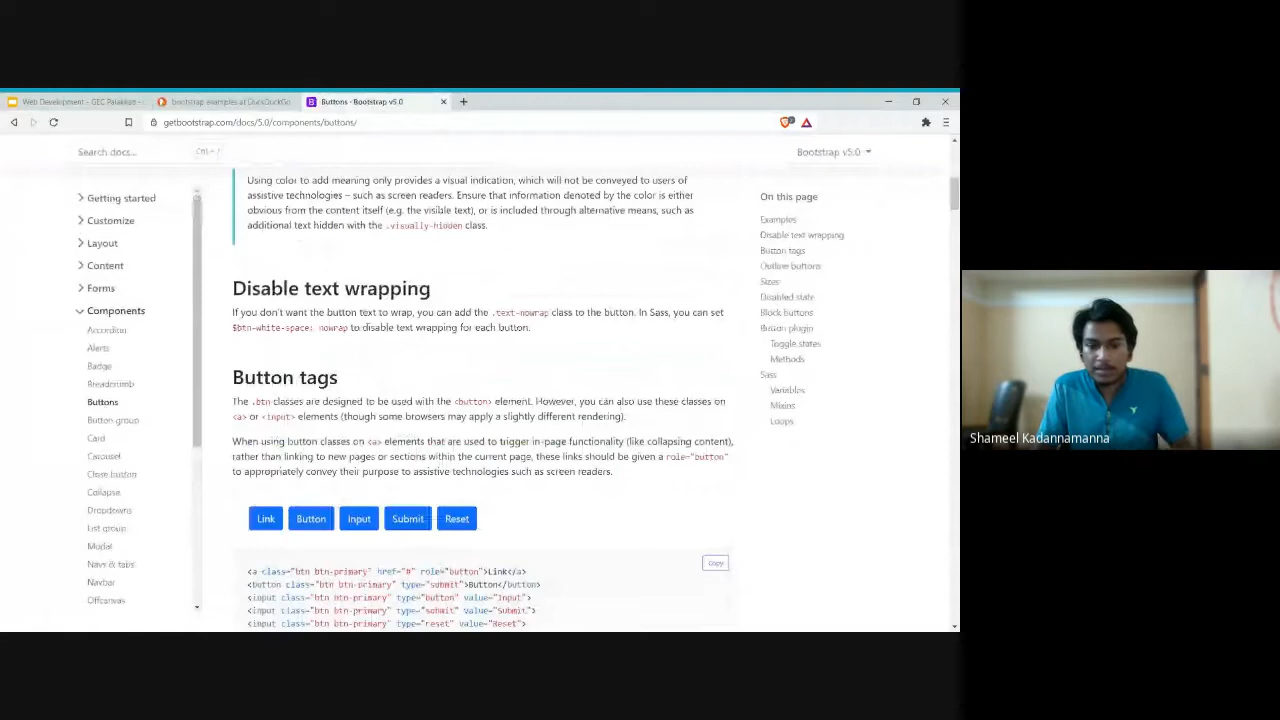 Web Development - GEC Palakkad -
bootstrap examples at DuckDuckGo
Buttons · Bootstrap v5.0
getbootstrap.com/docs/5.0/components/buttons/
Search docs...
Ctrl + /
Bootstrap v5.0
Getting started
Customize
Layout
Content
Forms
Components
Accordion
Alerts
Badge
Breadcrumb
Buttons
Button group
Card
Carousel
Close button
Collapse
Dropdowns
List group
Modal
Navs & tabs
Navbar
Offcanvas
Using color to add meaning only provides a visual indication, which will not be conveyed to users of
assistive technologies – such as screen readers. Ensure that information denoted by the color is either
obvious from the content itself (e.g. the visible text), or is included through alternative means, such as
additional text hidden with the .visually-hidden class.
Disable text wrapping
If you don't want the button text to wrap, you can add the .text-nowrap class to the button. In Sass, you can set
$btn-white-space: nowrap to disable text wrapping for each button.
Button tags
The .btn classes are designed to be used with the <button> element. However, you can also use these classes on
<a> or <input> elements (though some browsers may apply a slightly different rendering).
When using button classes on <a> elements that are used to trigger in-page functionality (like collapsing content),
rather than linking to new pages or sections within the current page, these links should be given a role="button"
to appropriately convey their purpose to assistive technologies such as screen readers.
Link Button Input Submit Reset
Copy
<a class="btn btn-primary" href="#" role="button">Link</a>
<button class="btn btn-primary" type="submit">Button</button>
<input class="btn btn-primary" type="button" value="Input">
<input class="btn btn-primary" type="submit" value="Submit">
<input class="btn btn-primary" type="reset" value="Reset">
On this page
Examples
Disable text wrapping
Button tags
Outline buttons
Sizes
Disabled state
Block buttons
Button plugin
Toggle states
Methods
Sass
Variables
Mixins
Loops
Shameel Kadannamanna